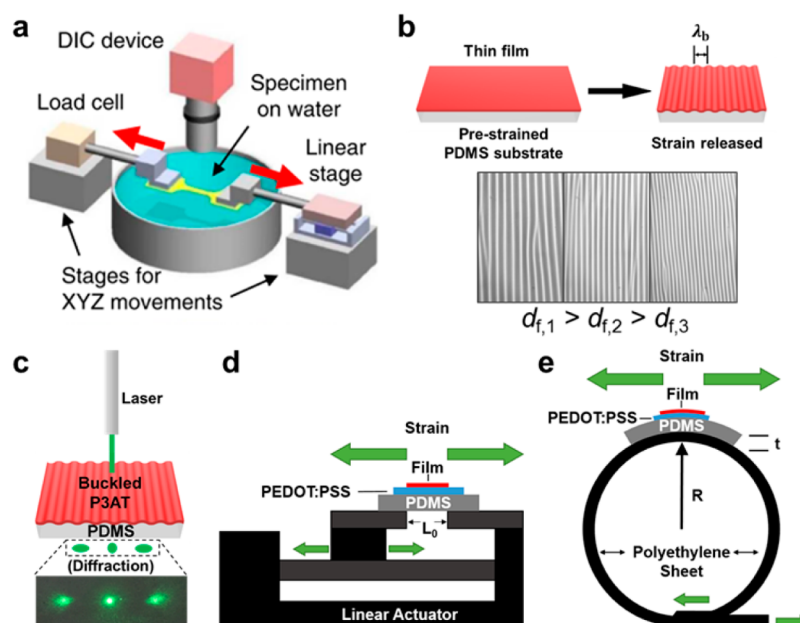 a
DIC device
Specimen
on water
Load cell
Linear
stage
Stages for
XYZ movements
b
λb
Thin film
Pre-strained
PDMS substrate
Strain released
df,1 > df,2 > df,3
c
Laser
Buckled
P3AT
PDMS
(Diffraction)
d
Strain
Film
PEDOT:PSS
PDMS
L0
Linear Actuator
e
Strain
Film
PEDOT:PSS
PDMS
t
R
Polyethylene
Sheet